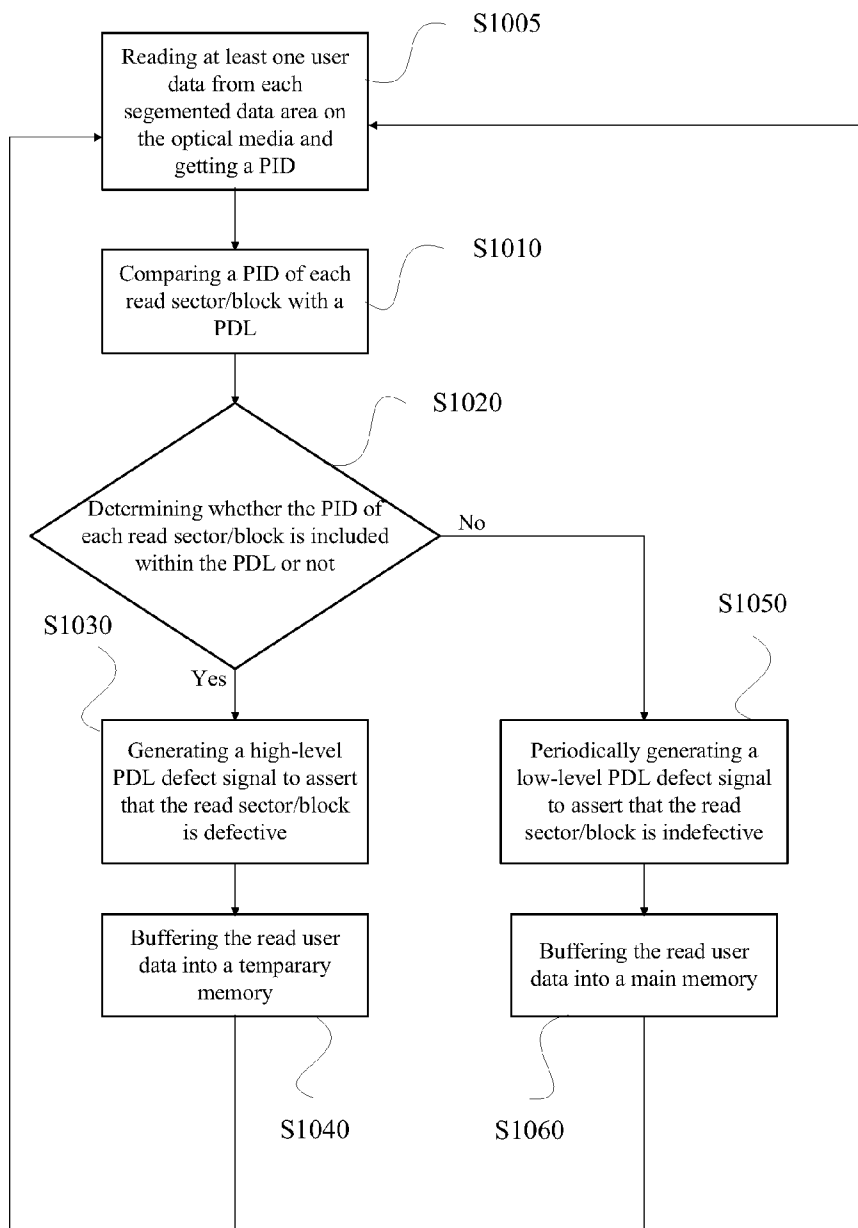 S1005
Reading at least one user
data from each
segemented data area on
the optical media and
getting a PID
S1010
Comparing a PID of each
read sector/block with a
PDL
S1020
Determining whether the PID of
each read sector/block is included
within the PDL or not
No
Yes
S1030
S1050
Generating a high-level
PDL defect signal to assert
that the read sector/block
is defective
Periodically generating a
low-level PDL defect signal
to assert that the read
sector/block is indefective
Buffering the read user
data into a temparary
memory
Buffering the read user
data into a main memory
S1040
S1060